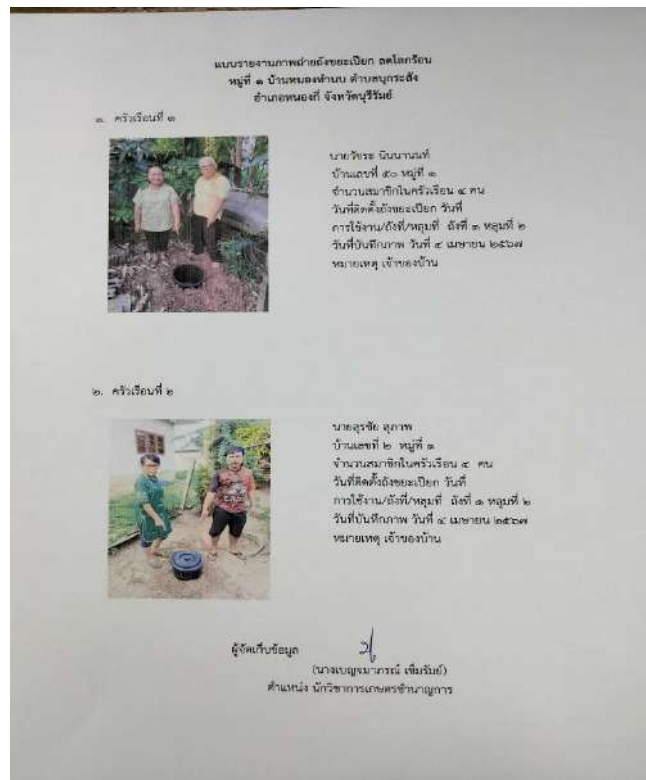 แบบรายงานภาพถ่ายถังขยะเปียก ลดโลกร้อน
หมู่ที่ ๑ บ้านหนองทำนบ ตำบลบุกระสัง
อำเภอหนองกี่ จังหวัดบุรีรัมย์
๑. ครัวเรือนที่ ๑
นายวัชระ นินนานนท์
บ้านเลขที่ ๕๐ หมู่ที่ ๑
จำนวนสมาชิกในครัวเรือน ๔ คน
วันที่ติดตั้งถังขยะเปียก วันที่
การใช้งาน/ถังที่/หลุมที่ ถังที่ ๑ หลุมที่ ๒
วันที่บันทึกภาพ วันที่ ๔ เมษายน ๒๕๖๗
หมายเหตุ เจ้าของบ้าน
๒. ครัวเรือนที่ ๒
นายสุรชัย สุภาพ
บ้านเลขที่ ๒ หมู่ที่ ๑
จำนวนสมาชิกในครัวเรือน ๕ คน
วันที่ติดตั้งถังขยะเปียก วันที่
การใช้งาน/ถังที่/หลุมที่ ถังที่ ๑ หลุมที่ ๒
วันที่บันทึกภาพ วันที่ ๔ เมษายน ๒๕๖๗
หมายเหตุ เจ้าของบ้าน
ผู้จัดเก็บข้อมูล
(นางเบญจมาภรณ์ เซ็มรัมย์)
ตำแหน่ง นักวิชาการเกษตรชำนาญการ